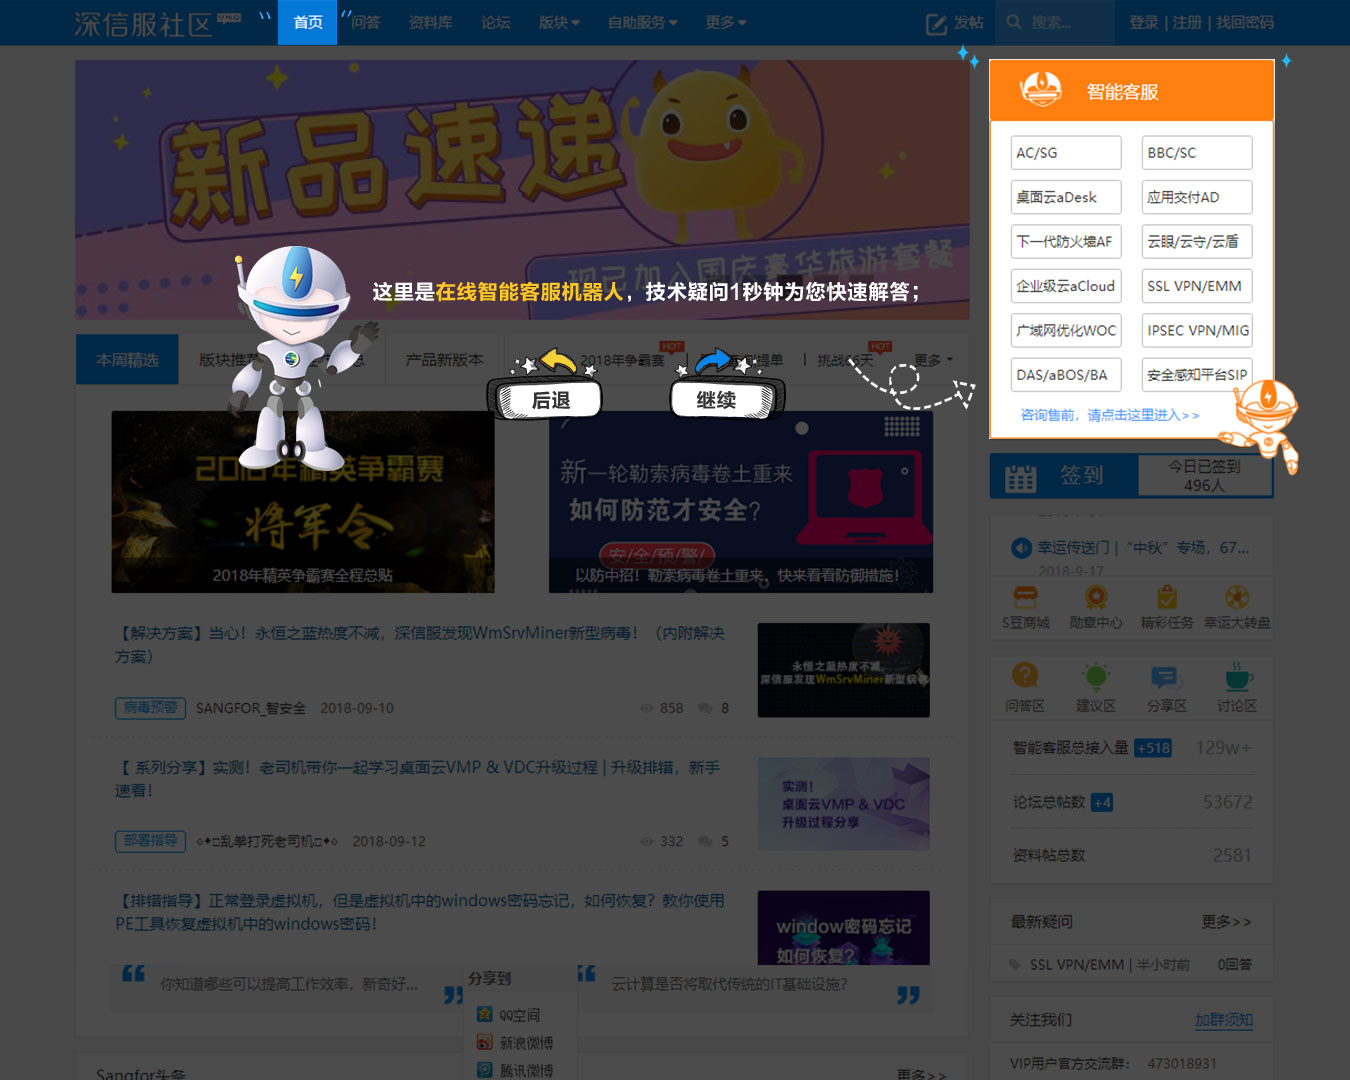 深信服社区
首页
问答
资料库
论坛
版块
自助服务
更多
发帖
搜索...
登录 | 注册 | 找回密码
新品速递
现已加入国庆豪华旅游套餐
智能客服
AC/SG
BBC/SC
桌面云aDesk
应用交付AD
下一代防火墙AF
云眼/云守/云盾
企业级云aCloud
SSL VPN/EMM
广域网优化WOC
IPSEC VPN/MIG
DAS/aBOS/BA
安全感知平台SIP
咨询售前，请点击这里进入>>
这里是在线智能客服机器人，技术疑问1秒钟为您快速解答；
后退
继续
本周精选
版块推荐
产品新版本
2018年争霸赛
HOT
HOT
更多
签到
今日已签到
496人
2018年精英争霸赛
将军令
2018年精英争霸赛全程总贴
新一轮勒索病毒卷土重来
如何防范才安全？
安/全/预/警/
以防中招！勒索病毒卷土重来，快来看看防御措施！
幸运传送门 | “中秋”专场，67...
2018-9-17
S豆商城
勋章中心
精彩任务
幸运大转盘
问答区
建议区
分享区
讨论区
智能客服总接入量 +518 129w+
论坛总帖数 +4 53672
资料帖总数 2581
【解决方案】当心！永恒之蓝热度不减，深信服发现WmSrvMiner新型病毒！（内附解决
方案）
病毒预警 SANGFOR_智安全 2018-09-10 858 8
永恒之蓝热度不减，
深信服发现WmSrvMiner新型病毒
【 系列分享】实测！老司机带你一起学习桌面云VMP & VDC升级过程 | 升级排错，新手
速看！
部署指导 ◇◆□乱拳打死老司机□◆◇ 2018-09-12 332 5
实测！
桌面云VMP & VDC
升级过程分享
【排错指导】正常登录虚拟机，但是虚拟机中的windows密码忘记，如何恢复？教你使用
PE工具恢复虚拟机中的windows密码！
window密码忘记
如何恢复？
你知道哪些可以提高工作效率，新奇好...
云计算是否将取代传统的IT基础设施？
分享到
QQ空间
新浪微博
腾讯微博
最新疑问 更多>>
SSL VPN/EMM | 半小时前 0回答
关注我们 加群须知
VIP用户官方交流群： 473018931
Sangfor头条 更多>>